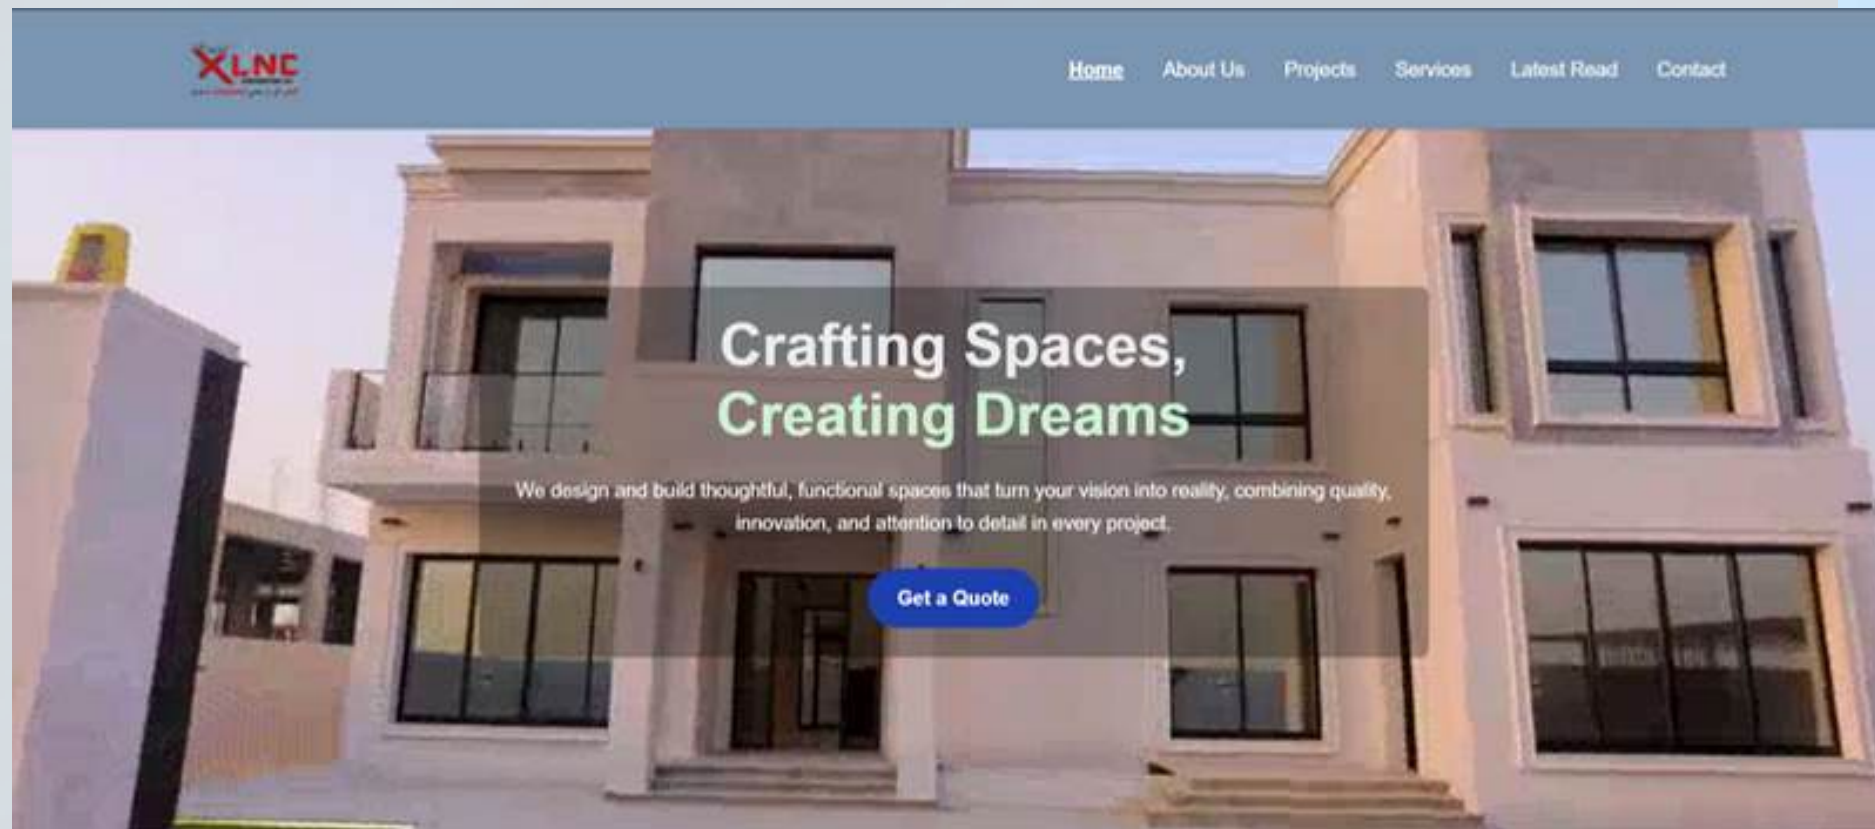 XLNC
Home About Us Projects Services Latest Read Contact
Crafting Spaces,
Creating Dreams
We design and build thoughtful, functional spaces that turn your vision into reality, combining quality,
innovation, and attention to detail in every project.
Get a Quote